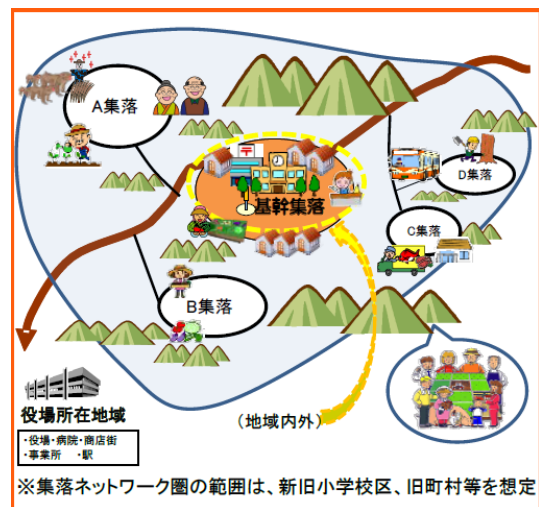 A集落
〒
基幹集落
D集落
C集落
B集落
(地域内外)
役場所在地域
・役場・病院・商店街
・事業所 ・駅
※集落ネットワーク圏の範囲は、新旧小学校区、旧町村等を想定